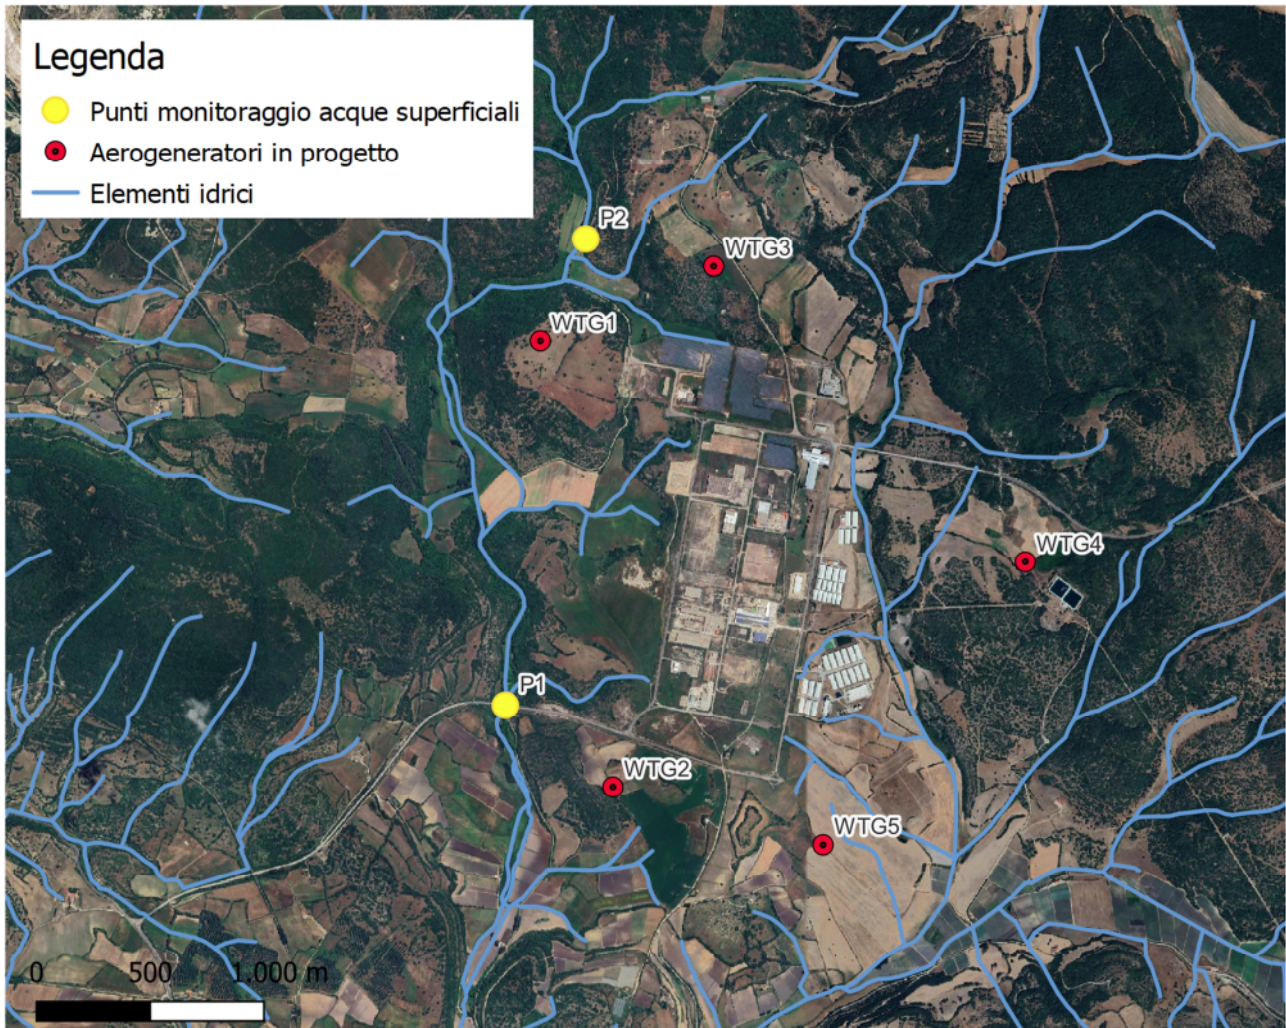 Legenda
Punti monitoraggio acque superficiali
Aerogeneratori in progetto
Elementi idrici
P2
WTG3
WTG1
WTG4
P1
WTG2
WTG5
0 500 1.000 m